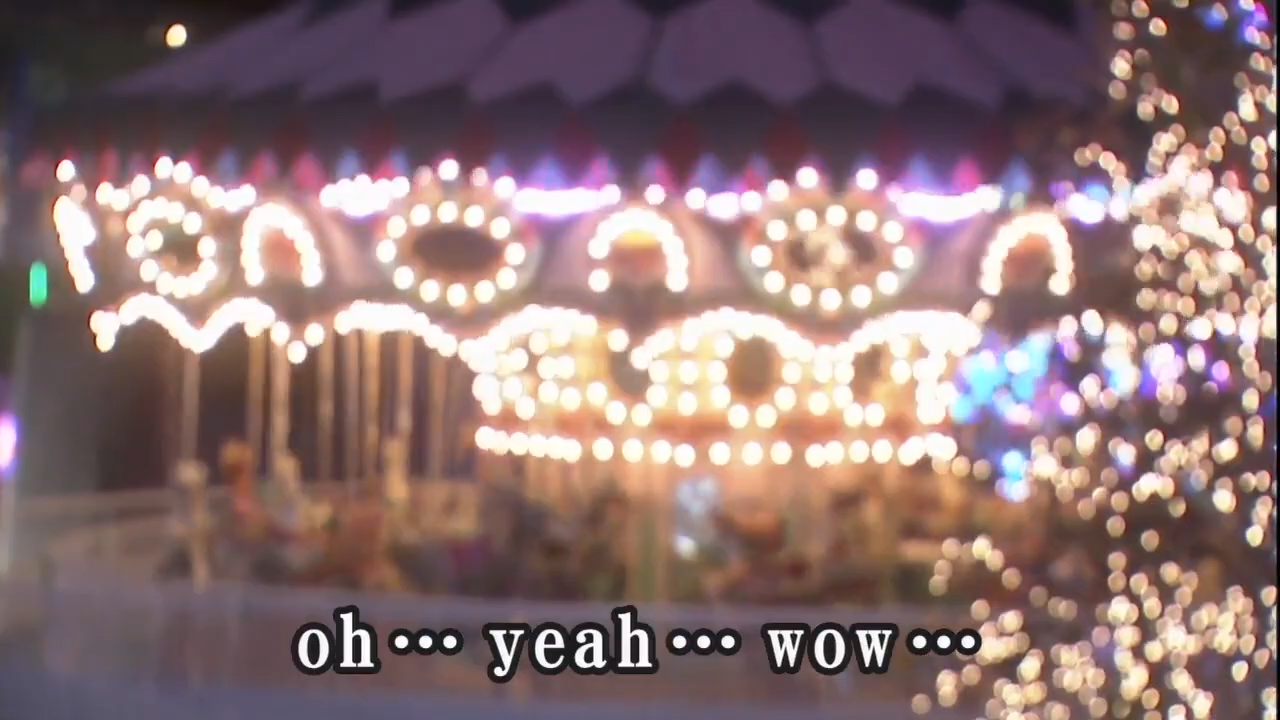 oh… yeah… wow…